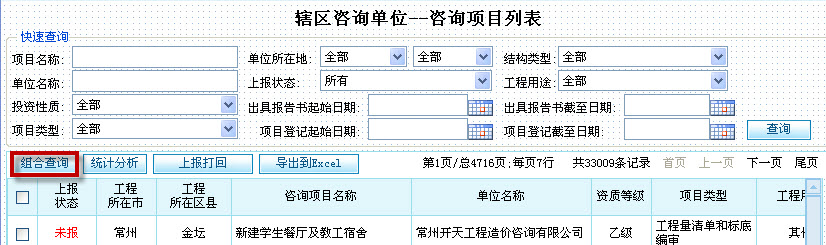 辖区咨询单位--咨询项目列表
快速查询
项目名称: 单位所在地: 全部 全部 结构类型: 全部
单位名称: 上报状态: 所有 工程用途: 全部
投资性质: 全部 出具报告书起始日期: 出具报告书截至日期:
项目类型: 全部 项目登记起始日期: 项目登记截至日期: 查询
组合查询 统计分析 上报打回 导出到Excel 第1页/总4716页;每页7行 共33009条记录 首页 上一页 下一页 尾页
上报状态 工程所在市 工程所在区县 咨询项目名称 单位名称 资质等级 项目类型
未报 常州 金坛 新建学生餐厅及教工宿舍 常州开天工程造价咨询有限公司 乙级 工程量清单和标底编审